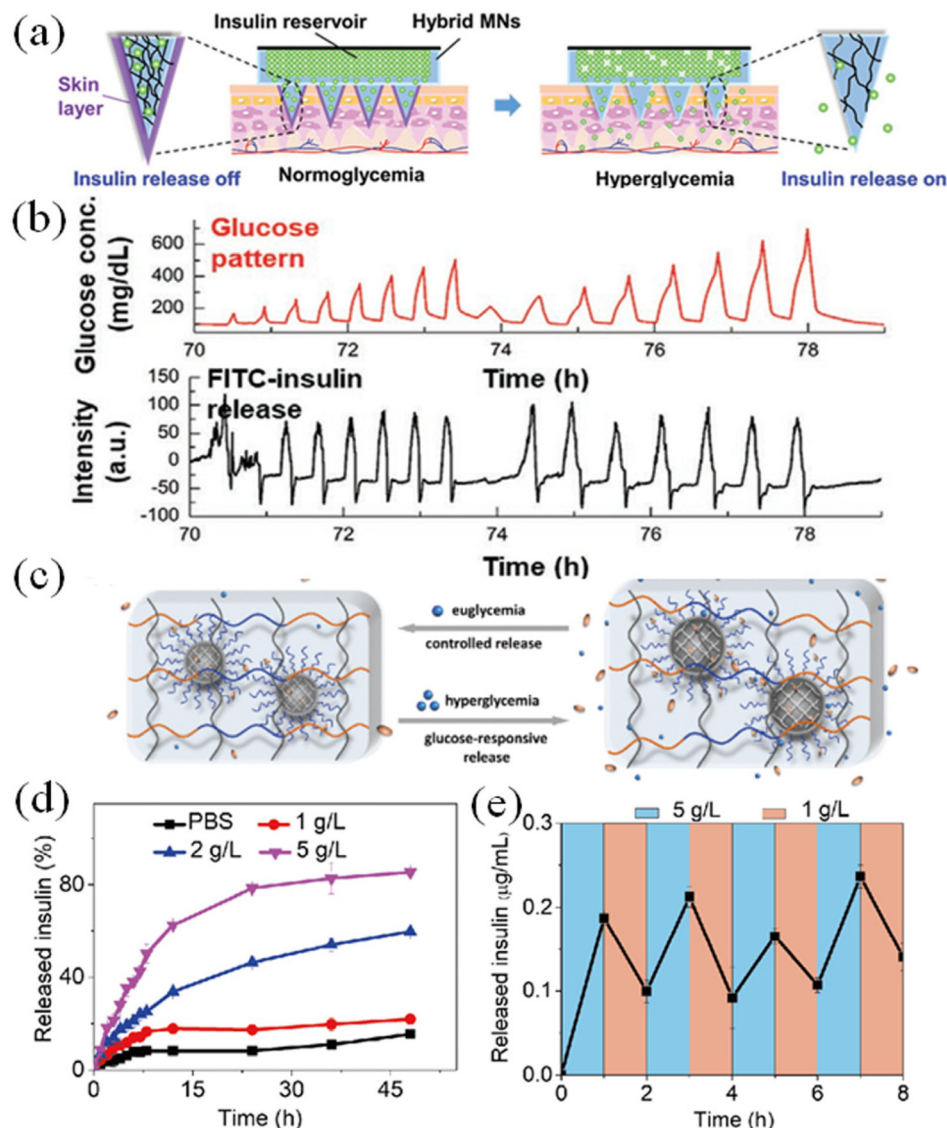 (a)
Insulin reservoir
Hybrid MNs
Skin
layer
Insulin release off
Normoglycemia
Hyperglycemia
Insulin release on
(b)
Glucose conc.
(mg/dL)
600
400
200
Glucose
pattern
70
72
74
76
78
Time (h)
Intensity
(a.u.)
150
100
50
0
-50
-100
FITC-insulin
release
70
72
74
76
78
Time (h)
(c)
euglycemia
controlled release
hyperglycemia
glucose-responsive
release
(d)
Released insulin (%)
80
40
0
PBS
1 g/L
2 g/L
5 g/L
0
15
30
45
Time (h)
(e)
5 g/L
1 g/L
Released insulin (μg/mL)
0.3
0.2
0.1
0.0
0
2
4
6
8
Time (h)